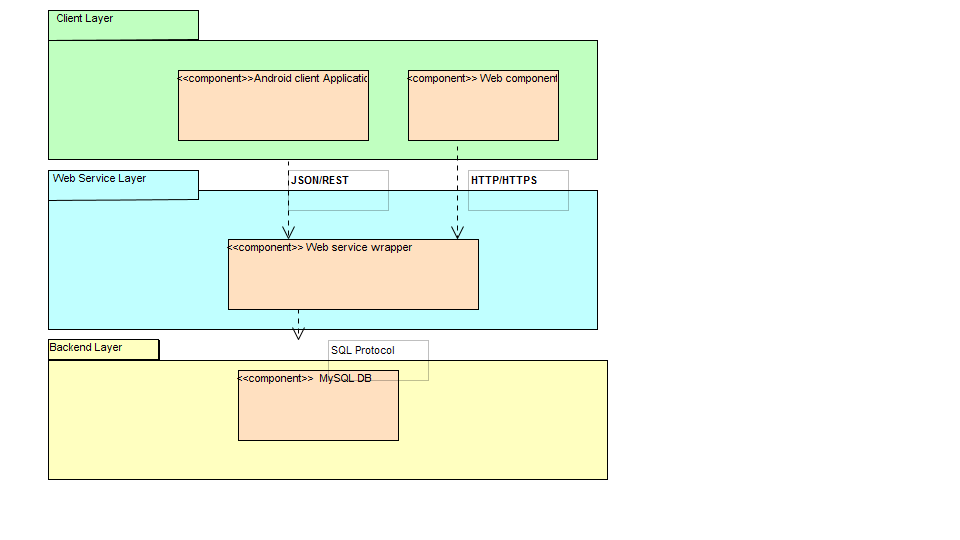 Client Layer
<<component>>Android client Applicatio
<<component>> Web component
Web Service Layer
JSON/REST
HTTP/HTTPS
<<component>> Web service wrapper
Backend Layer
SQL Protocol
<<component>>  MySQL DB